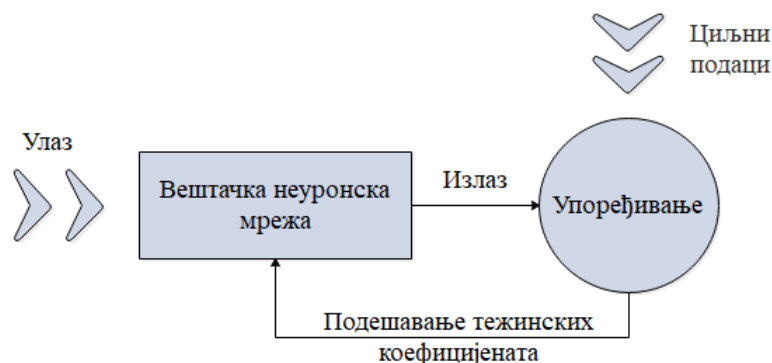 Циљни
подаци
Улаз
Вештачка неуронска
мрежа
Излаз
Упоређивање
Подешавање тежинских
коефицијената